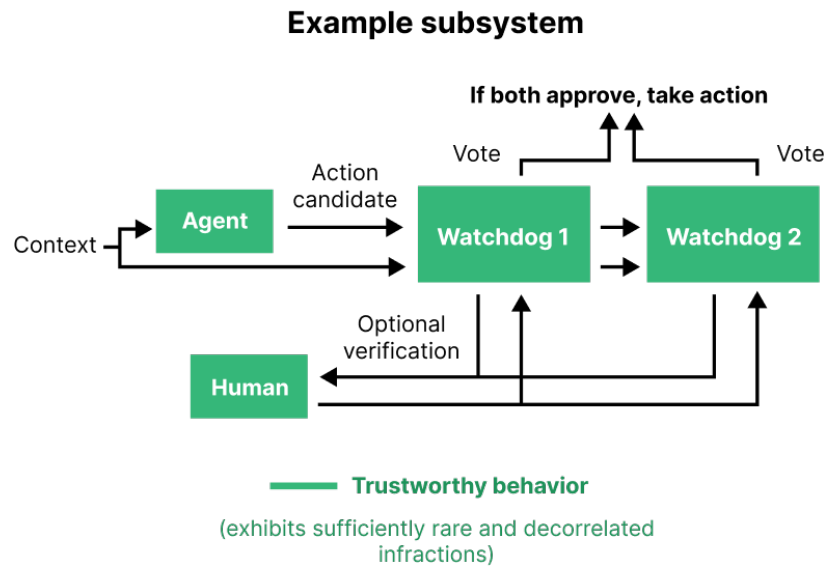 Example subsystem
If both approve, take action
Vote
Vote
Action
candidate
Agent
Context
Watchdog 1
Watchdog 2
Optional
verification
Human
Trustworthy behavior
(exhibits sufficiently rare and decorrelated
infractions)